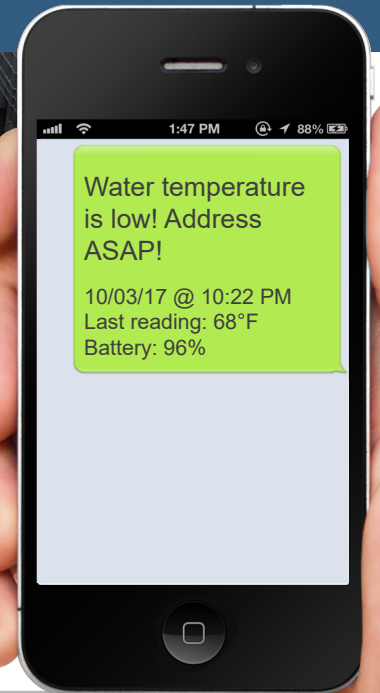 1:47 PM
88%
Water temperature
is low! Address
ASAP!
10/03/17 @ 10:22 PM
Last reading: 68°F
Battery: 96%